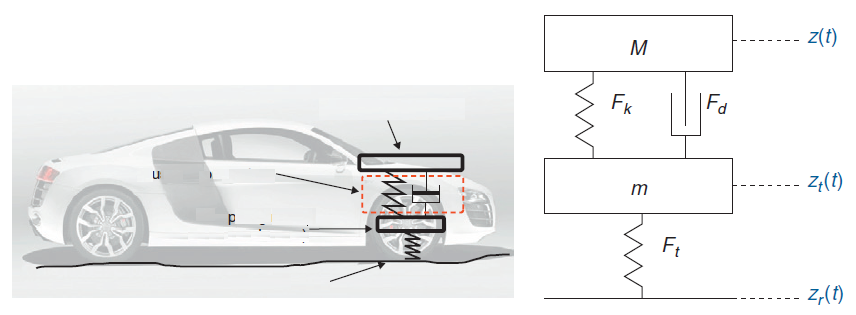 M
z(t)
F_k
F_d
m
z_t(t)
F_t
z_r(t)
u
p